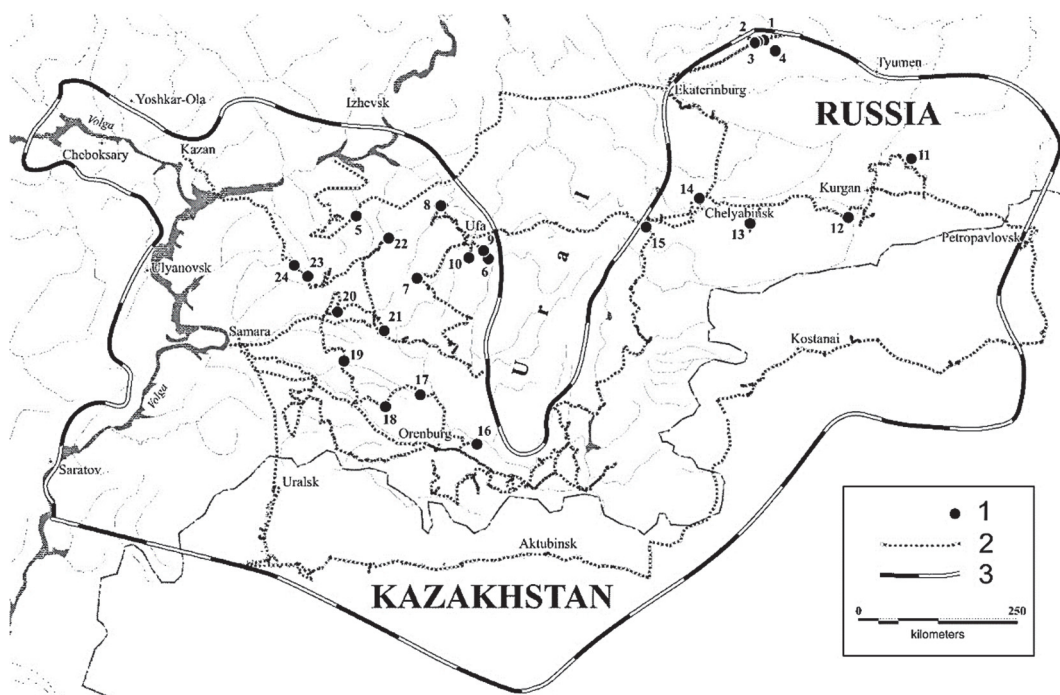 2
1
3
4
Tyumen
Yoshkar-Ola
Izhevsk
Ekaterinburg
RUSSIA
Volga
Kazan
Cheboksary
11
14
Kurgan
8
5
Chelyabinsk
12
13
15
Ufa
9
22
10
6
Petropavlovsk
Ulyanovsk
23
24
7
Ural
20
Samara
21
Kostanai
19
17
Volga
18
Orenburg
16
Saratov
Uralsk
Aktubinsk
KAZAKHSTAN
1
2
3
0
250
kilometers